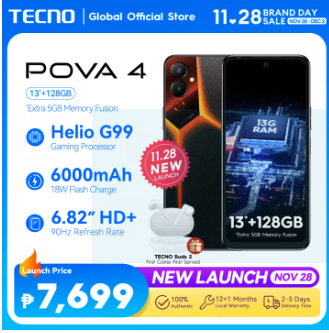 TECNO | Global Official Store
11.28 BRAND DAY SALE NOV 28 - DEC 2
POVA 4
13*+128GB
*Extra 5GB Memory Fusion
Helio G99
Gaming Processor
6000mAh
18W Flash Charge
6.82" HD+
90Hz Refresh Rate
11.28
NEW
LAUNCH
13G
RAM
13*+128GB
*Extra 5GB Memory Fusion
TECNO Buds 2
First Come First Served
Launch Price
₱7,699
NEW LAUNCH NOV 28
100%
Authentic
12+1 Months
Local Warranty
2-5 Days
Delivery Time